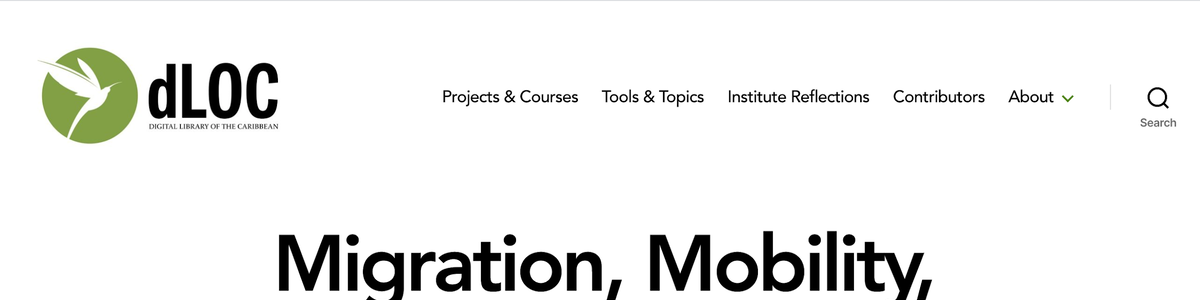 dLOC
DIGITAL LIBRARY OF THE CARIBBEAN
Projects & Courses Tools & Topics Institute Reflections Contributors About
Search
Migration, Mobility,